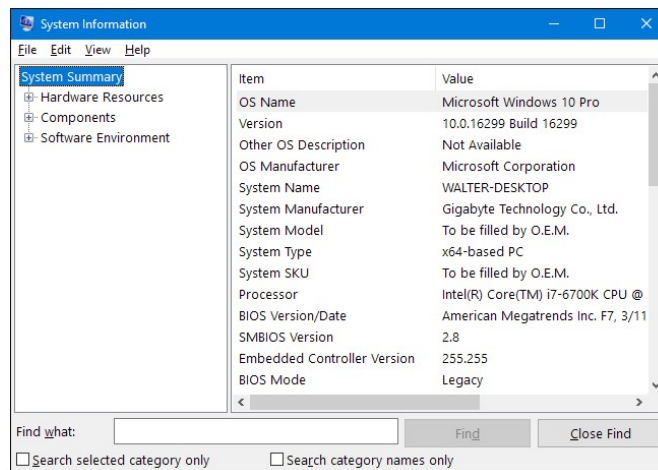 System Information
File Edit View Help
System Summary
Hardware Resources
Components
Software Environment
Item Value
OS Name Microsoft Windows 10 Pro
Version 10.0.16299 Build 16299
Other OS Description Not Available
OS Manufacturer Microsoft Corporation
System Name WALTER-DESKTOP
System Manufacturer Gigabyte Technology Co., Ltd.
System Model To be filled by O.E.M.
System Type x64-based PC
System SKU To be filled by O.E.M.
Processor Intel(R) Core(TM) i7-6700K CPU @
BIOS Version/Date American Megatrends Inc. F7, 3/11
SMBIOS Version 2.8
Embedded Controller Version 255.255
BIOS Mode Legacy
Find what: Find Close Find
Search selected category only Search category names only